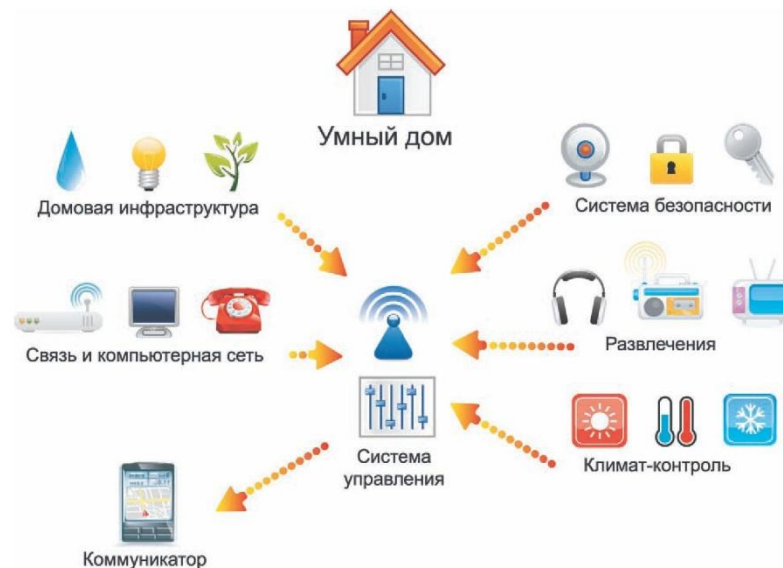 Умный дом
Домовая инфраструктура
Система безопасности
Связь и компьютерная сеть
Развлечения
Система
управления
Климат-контроль
Коммуникатор